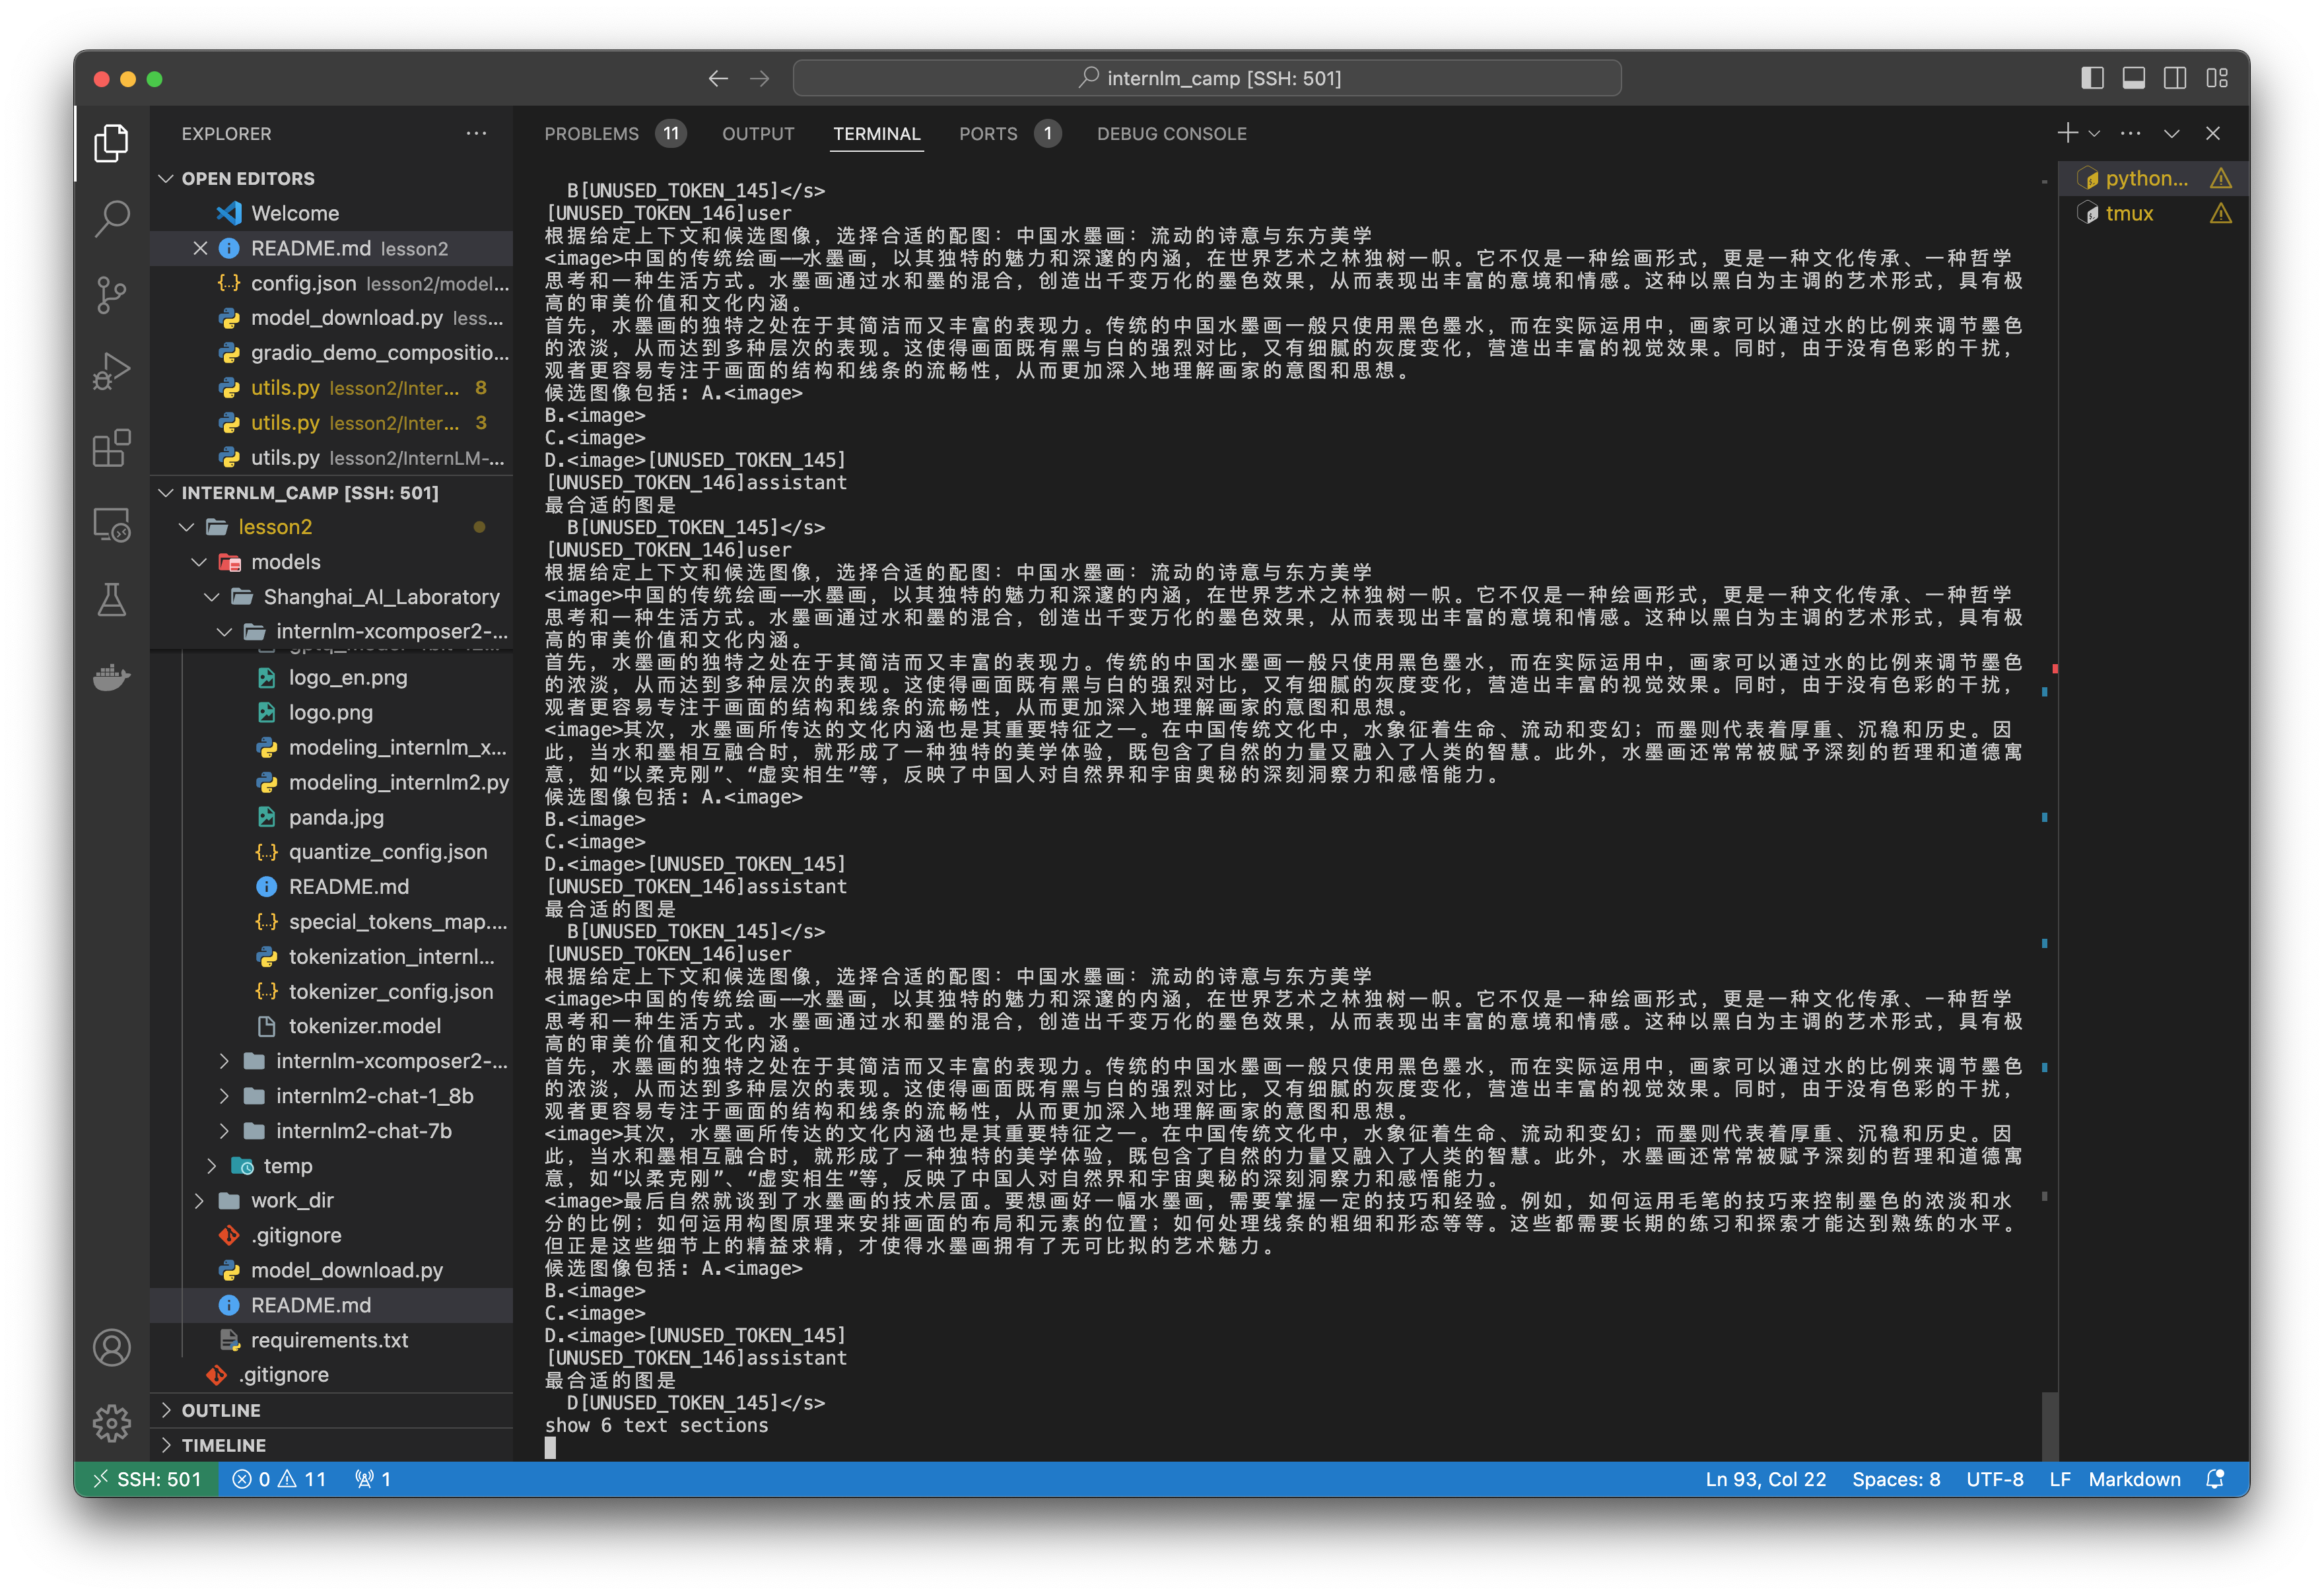 internlm_camp [SSH: 501]
EXPLORER
OPEN EDITORS
Welcome
README.md lesson2
config.json lesson2/model...
model_download.py less...
gradio_demo_compositio...
utils.py lesson2/Inter... 8
utils.py lesson2/Inter... 3
utils.py lesson2/InternLM-...
INTERNLM_CAMP [SSH: 501]
lesson2
models
Shanghai_AI_Laboratory
internlm-xcomposer2-...
logo_en.png
logo.png
modeling_internlm_x...
modeling_internlm2.py
panda.jpg
quantize_config.json
README.md
special_tokens_map....
tokenization_internl...
tokenizer_config.json
tokenizer.model
internlm-xcomposer2-...
internlm2-chat-1_8b
internlm2-chat-7b
temp
work_dir
.gitignore
model_download.py
README.md
requirements.txt
.gitignore
OUTLINE
TIMELINE
PROBLEMS 11 OUTPUT TERMINAL PORTS 1 DEBUG CONSOLE
B[UNUSED_TOKEN_145]</s>
[UNUSED_TOKEN_146]user
根据给定上下文和候选图像，选择合适的配图：中国水墨画：流动的诗意与东方美学
<image>中国的传统绘画——水墨画，以其独特的魅力和深邃的内涵，在世界艺术之林独树一帜。它不仅是一种绘画形式，更是一种文化传承、一种哲学
思考和一种生活方式。水墨画通过水和墨的混合，创造出千变万化的墨色效果，从而表现出丰富的意境和情感。这种以黑白为主调的艺术形式，具有极
高的审美价值和文化内涵。
首先，水墨画的独特之处在于其简洁而又丰富的表现力。传统的中国水墨画一般只使用黑色墨水，而在实际运用中，画家可以通过水的比例来调节墨色
的浓淡，从而达到多种层次的表现。这使得画面既有黑与白的强烈对比，又有细腻的灰度变化，营造出丰富的视觉效果。同时，由于没有色彩的干扰，
观者更容易专注于画面的结构和线条的流畅性，从而更加深入地理解画家的意图和思想。
候选图像包括: A.<image>
B.<image>
C.<image>
D.<image>[UNUSED_TOKEN_145]
[UNUSED_TOKEN_146]assistant
最合适的图是
B[UNUSED_TOKEN_145]</s>
[UNUSED_TOKEN_146]user
根据给定上下文和候选图像，选择合适的配图：中国水墨画：流动的诗意与东方美学
<image>中国的传统绘画——水墨画，以其独特的魅力和深邃的内涵，在世界艺术之林独树一帜。它不仅是一种绘画形式，更是一种文化传承、一种哲学
思考和一种生活方式。水墨画通过水和墨的混合，创造出千变万化的墨色效果，从而表现出丰富的意境和情感。这种以黑白为主调的艺术形式，具有极
高的审美价值和文化内涵。
首先，水墨画的独特之处在于其简洁而又丰富的表现力。传统的中国水墨画一般只使用黑色墨水，而在实际运用中，画家可以通过水的比例来调节墨色
的浓淡，从而达到多种层次的表现。这使得画面既有黑与白的强烈对比，又有细腻的灰度变化，营造出丰富的视觉效果。同时，由于没有色彩的干扰，
观者更容易专注于画面的结构和线条的流畅性，从而更加深入地理解画家的意图和思想。
<image>其次，水墨画所传达的文化内涵也是其重要特征之一。在中国传统文化中，水象征着生命、流动和变幻；而墨则代表着厚重、沉稳和历史。因
此，当水和墨相互融合时，就形成了一种独特的美学体验，既包含了自然的力量又融入了人类的智慧。此外，水墨画还常常被赋予深刻的哲理和道德寓
意，如“以柔克刚”、“虚实相生”等，反映了中国人对自然界和宇宙奥秘的深刻洞察力和感悟能力。
候选图像包括: A.<image>
B.<image>
C.<image>
D.<image>[UNUSED_TOKEN_145]
[UNUSED_TOKEN_146]assistant
最合适的图是
B[UNUSED_TOKEN_145]</s>
[UNUSED_TOKEN_146]user
根据给定上下文和候选图像，选择合适的配图：中国水墨画：流动的诗意与东方美学
<image>中国的传统绘画——水墨画，以其独特的魅力和深邃的内涵，在世界艺术之林独树一帜。它不仅是一种绘画形式，更是一种文化传承、一种哲学
思考和一种生活方式。水墨画通过水和墨的混合，创造出千变万化的墨色效果，从而表现出丰富的意境和情感。这种以黑白为主调的艺术形式，具有极
高的审美价值和文化内涵。
首先，水墨画的独特之处在于其简洁而又丰富的表现力。传统的中国水墨画一般只使用黑色墨水，而在实际运用中，画家可以通过水的比例来调节墨色
的浓淡，从而达到多种层次的表现。这使得画面既有黑与白的强烈对比，又有细腻的灰度变化，营造出丰富的视觉效果。同时，由于没有色彩的干扰，
观者更容易专注于画面的结构和线条的流畅性，从而更加深入地理解画家的意图和思想。
<image>其次，水墨画所传达的文化内涵也是其重要特征之一。在中国传统文化中，水象征着生命、流动和变幻；而墨则代表着厚重、沉稳和历史。因
此，当水和墨相互融合时，就形成了一种独特的美学体验，既包含了自然的力量又融入了人类的智慧。此外，水墨画还常常被赋予深刻的哲理和道德寓
意，如“以柔克刚”、“虚实相生”等，反映了中国人对自然界和宇宙奥秘的深刻洞察力和感悟能力。
<image>最后自然就谈到了水墨画的技术层面。要想画好一幅水墨画，需要掌握一定的技巧和经验。例如，如何运用毛笔的技巧来控制墨色的浓淡和水
分的比例；如何运用构图原理来安排画面的布局和元素的位置；如何处理线条的粗细和形态等等。这些都需要长期的练习和探索才能达到熟练的水平。
但正是这些细节上的精益求精，才使得水墨画拥有了无可比拟的艺术魅力。
候选图像包括: A.<image>
B.<image>
C.<image>
D.<image>[UNUSED_TOKEN_145]
[UNUSED_TOKEN_146]assistant
最合适的图是
D[UNUSED_TOKEN_145]</s>
show 6 text sections
python...
tmux
SSH: 501 0 11 1 Ln 93, Col 22 Spaces: 8 UTF-8 LF Markdown